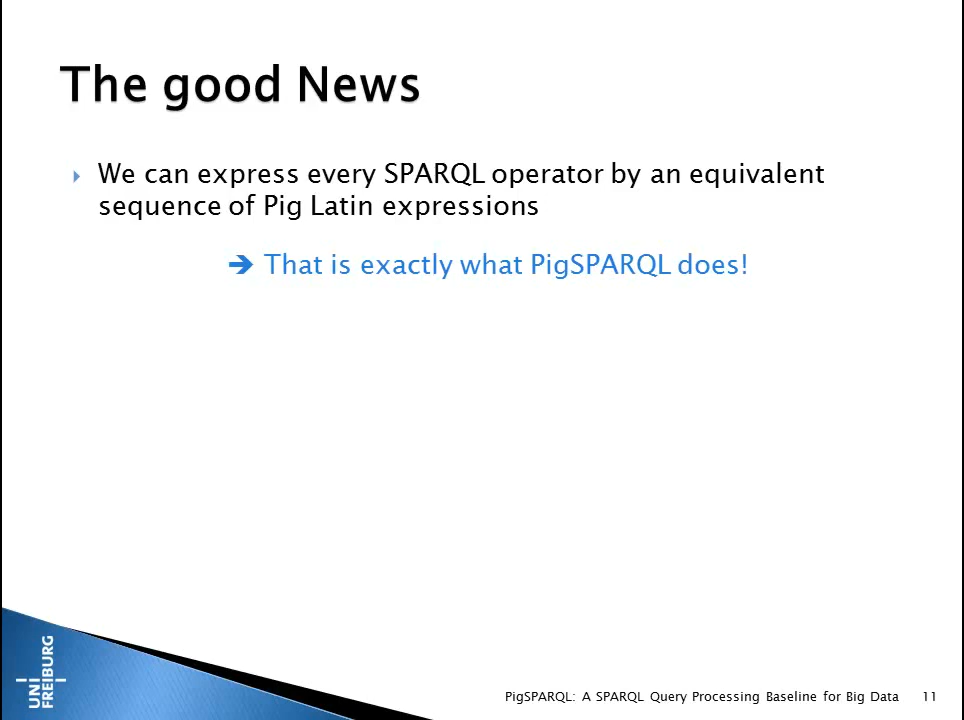 The good News
We can express every SPARQL operator by an equivalent
sequence of Pig Latin expressions
➔ That is exactly what PigSPARQL does!
UNI
FREIBURG
PigSPARQL: A SPARQL Query Processing Baseline for Big Data 11